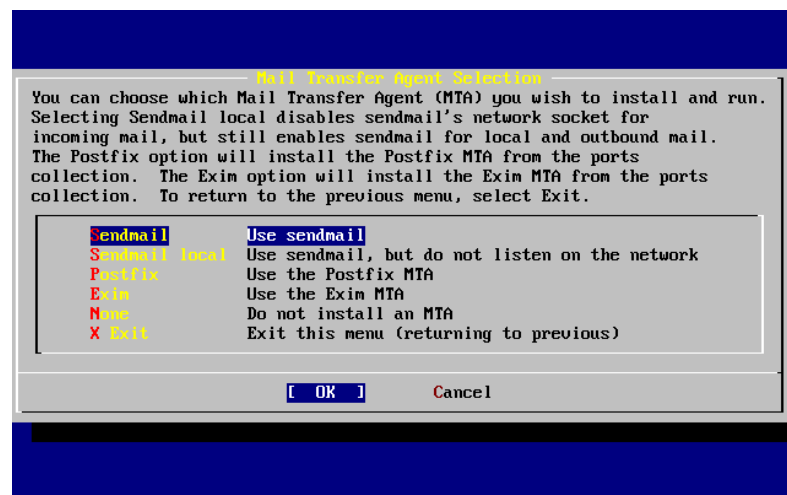 Mail Transfer Agent Selection
You can choose which Mail Transfer Agent (MTA) you wish to install and run.
Selecting Sendmail local disables sendmail's network socket for
incoming mail, but still enables sendmail for local and outbound mail.
The Postfix option will install the Postfix MTA from the ports
collection.  The Exim option will install the Exim MTA from the ports
collection.  To return to the previous menu, select Exit.
Sendmail Use sendmail
Sendmail local Use sendmail, but do not listen on the network
Postfix Use the Postfix MTA
Exim Use the Exim MTA
None Do not install an MTA
X Exit Exit this menu (returning to previous)
[ OK ] Cancel